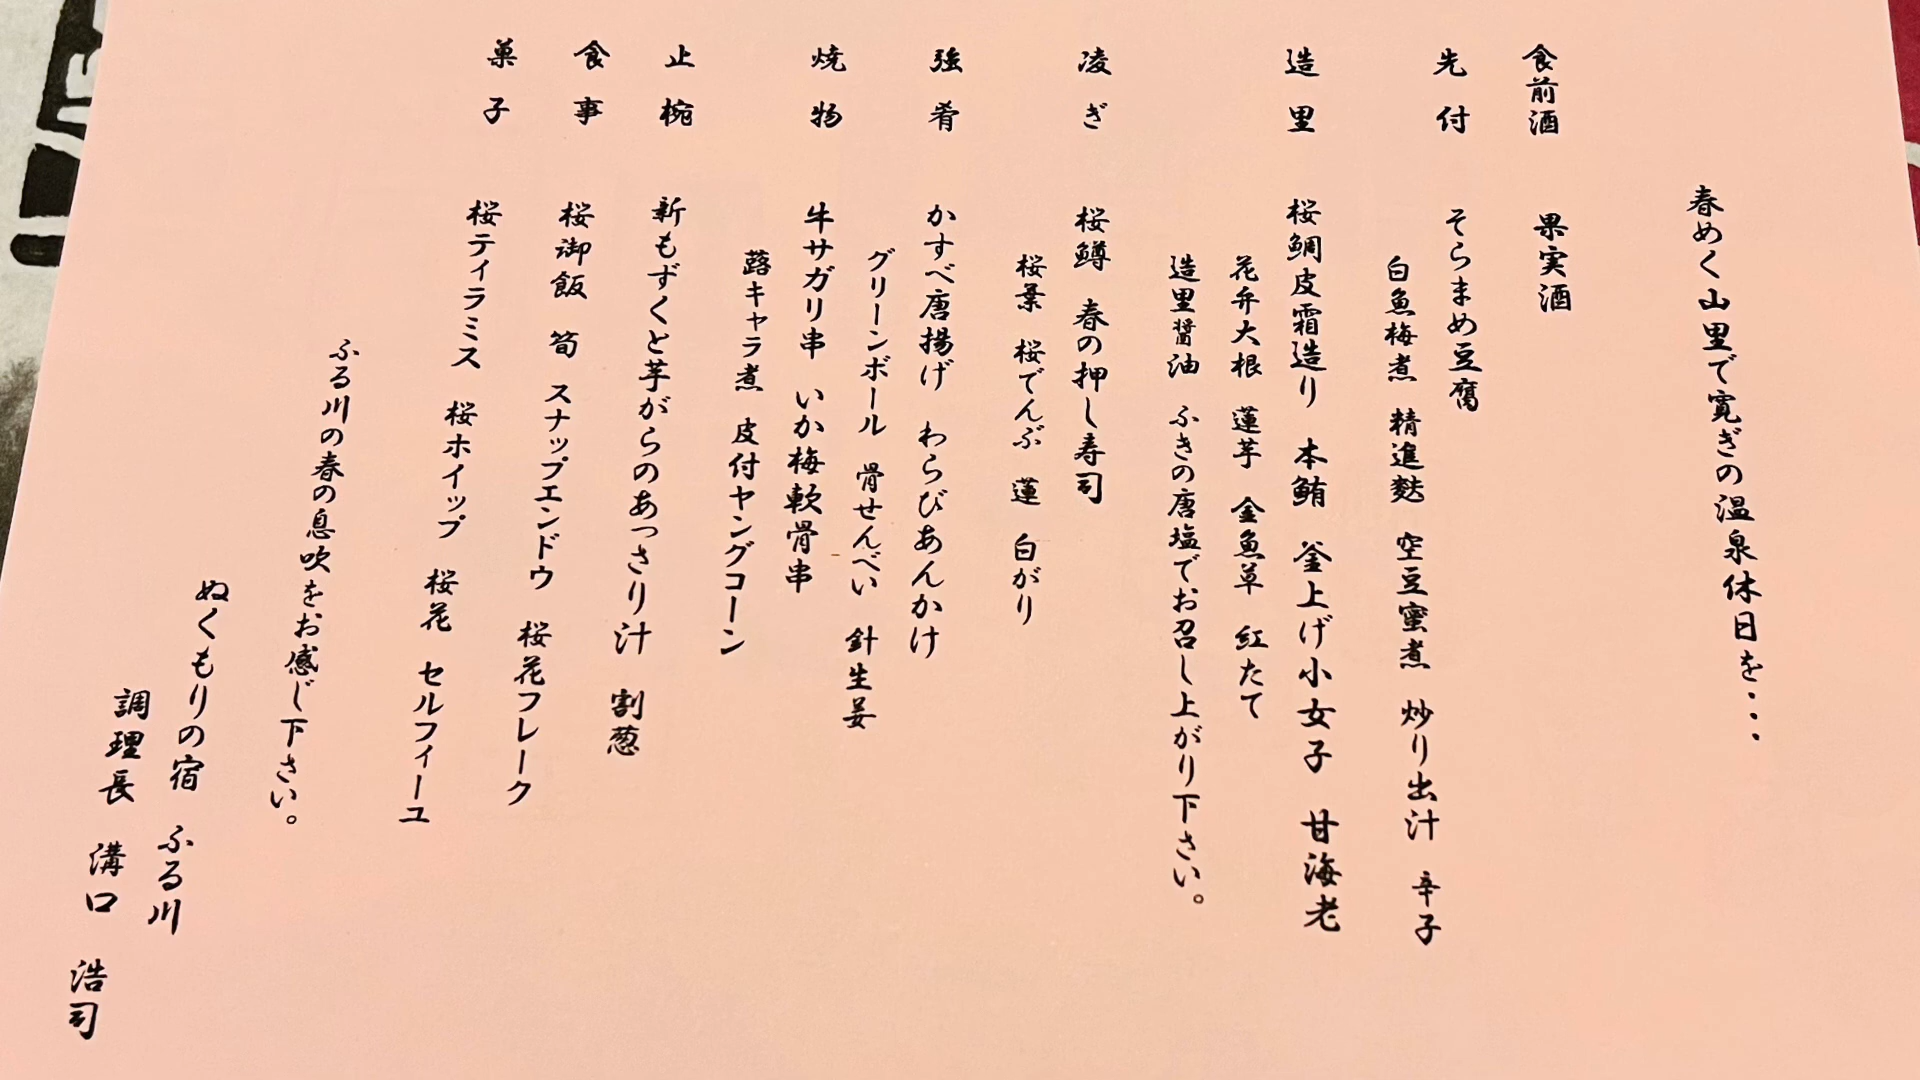 春めく山里で寛ぎの温泉休日を・・・
食前酒 果実酒
先付 そらまめ豆腐
白魚梅煮 精進麩 空豆蜜煮 炒り出汁 辛子
造里 桜鯛皮霜造り 本鮪 釜上げ小女子 甘海老
花弁大根 蓮芋 金魚草 紅たて
造里醤油 ふきの唐塩でお召し上がり下さい。
凌ぎ 桜鱒 春の押し寿司
桜葉 桜でんぶ 蓮 白がり
強肴 かすべ唐揚げ わらびあんかけ
グリーンボール 骨せんべい 針生姜
焼物 牛サガリ串 いか梅軟骨串
蕗キャラ煮 皮付ヤングコーン
止椀 新もずくと芋がらのあっさり汁 割葱
食事 桜御飯 筍 スナップエンドウ 桜花フレーク
菓子 桜ティラミス 桜ホイップ 桜花 セルフィーユ
ふる川の春の息吹をお感じ下さい。
ぬくもりの宿 ふる川
調理長 溝口 浩司